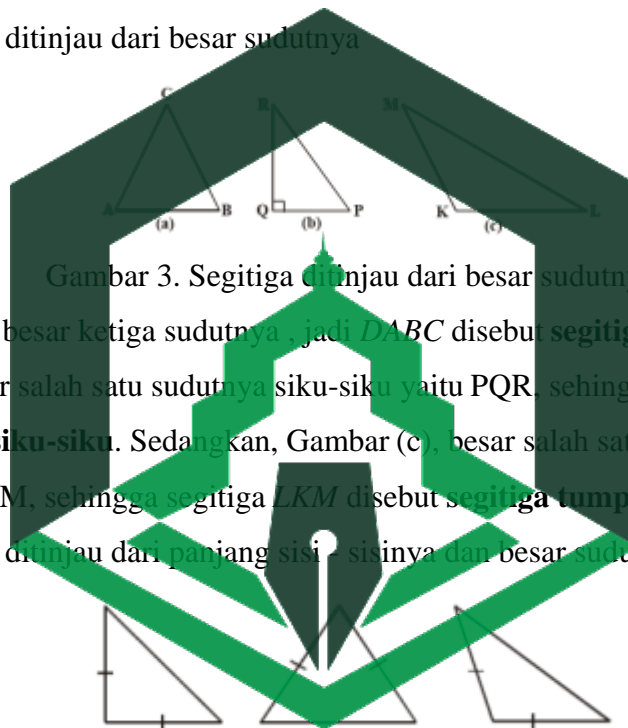 ditinjau dari besar sudutnya
C R M
A B Q P K L
(a) (b) (c)
Gambar 3. Segitiga ditinjau dari besar sudutny
besar ketiga sudutnya , jadi DABC disebut segitig
r salah satu sudutnya siku-siku yaitu PQR, sehing
siku-siku. Sedangkan, Gambar (c), besar salah sat
M, sehingga segitiga LKM disebut segitiga tump
ditinjau dari panjang sisi - sisinya dan besar sudu